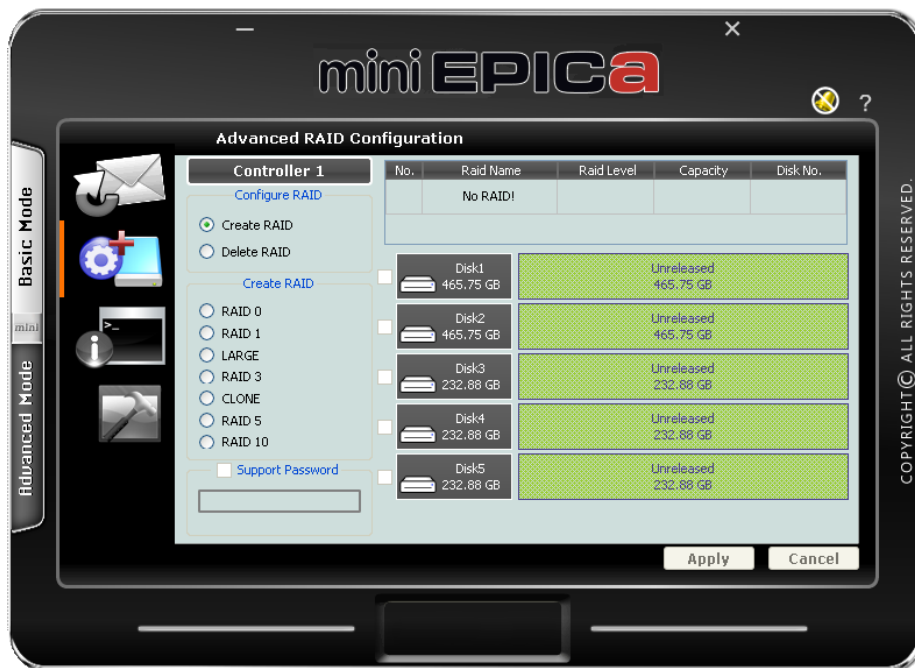 mini EPICa
?
Advanced RAID Configuration
Basic Mode
mini
Advanced Mode
Controller 1
Configure RAID
Create RAID
Delete RAID
Create RAID
RAID 0
RAID 1
LARGE
RAID 3
CLONE
RAID 5
RAID 10
Support Password
No. Raid Name Raid Level Capacity Disk No.
No RAID!
Disk1 Unreleased
465.75 GB 465.75 GB
Disk2 Unreleased
465.75 GB 465.75 GB
Disk3 Unreleased
232.88 GB 232.88 GB
Disk4 Unreleased
232.88 GB 232.88 GB
Disk5 Unreleased
232.88 GB 232.88 GB
Apply Cancel
COPYRIGHT © ALL RIGHTS RESERVED.
>_
i